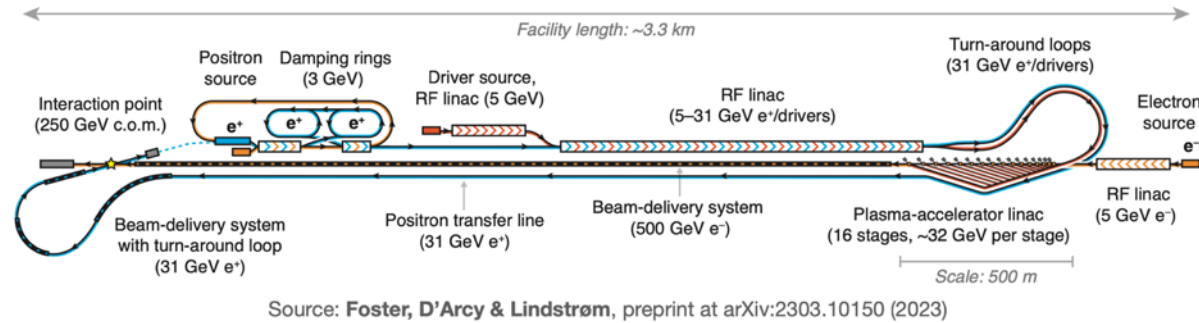 Facility length: ~3.3 km
Positron
source
Damping rings
(3 GeV)
Driver source,
RF linac (5 GeV)
RF linac
(5–31 GeV e⁺/drivers)
Turn-around loops
(31 GeV e⁺/drivers)
Interaction point
(250 GeV c.o.m.)
Electron
source
e⁺
e⁺
e⁺
e⁻
Beam-delivery system
with turn-around loop
(31 GeV e⁺)
Positron transfer line
(31 GeV e⁺)
Beam-delivery system
(500 GeV e⁻)
Plasma-accelerator linac
(16 stages, ~32 GeV per stage)
RF linac
(5 GeV e⁻)
Scale: 500 m
Source: Foster, D'Arcy & Lindstrøm, preprint at arXiv:2303.10150 (2023)